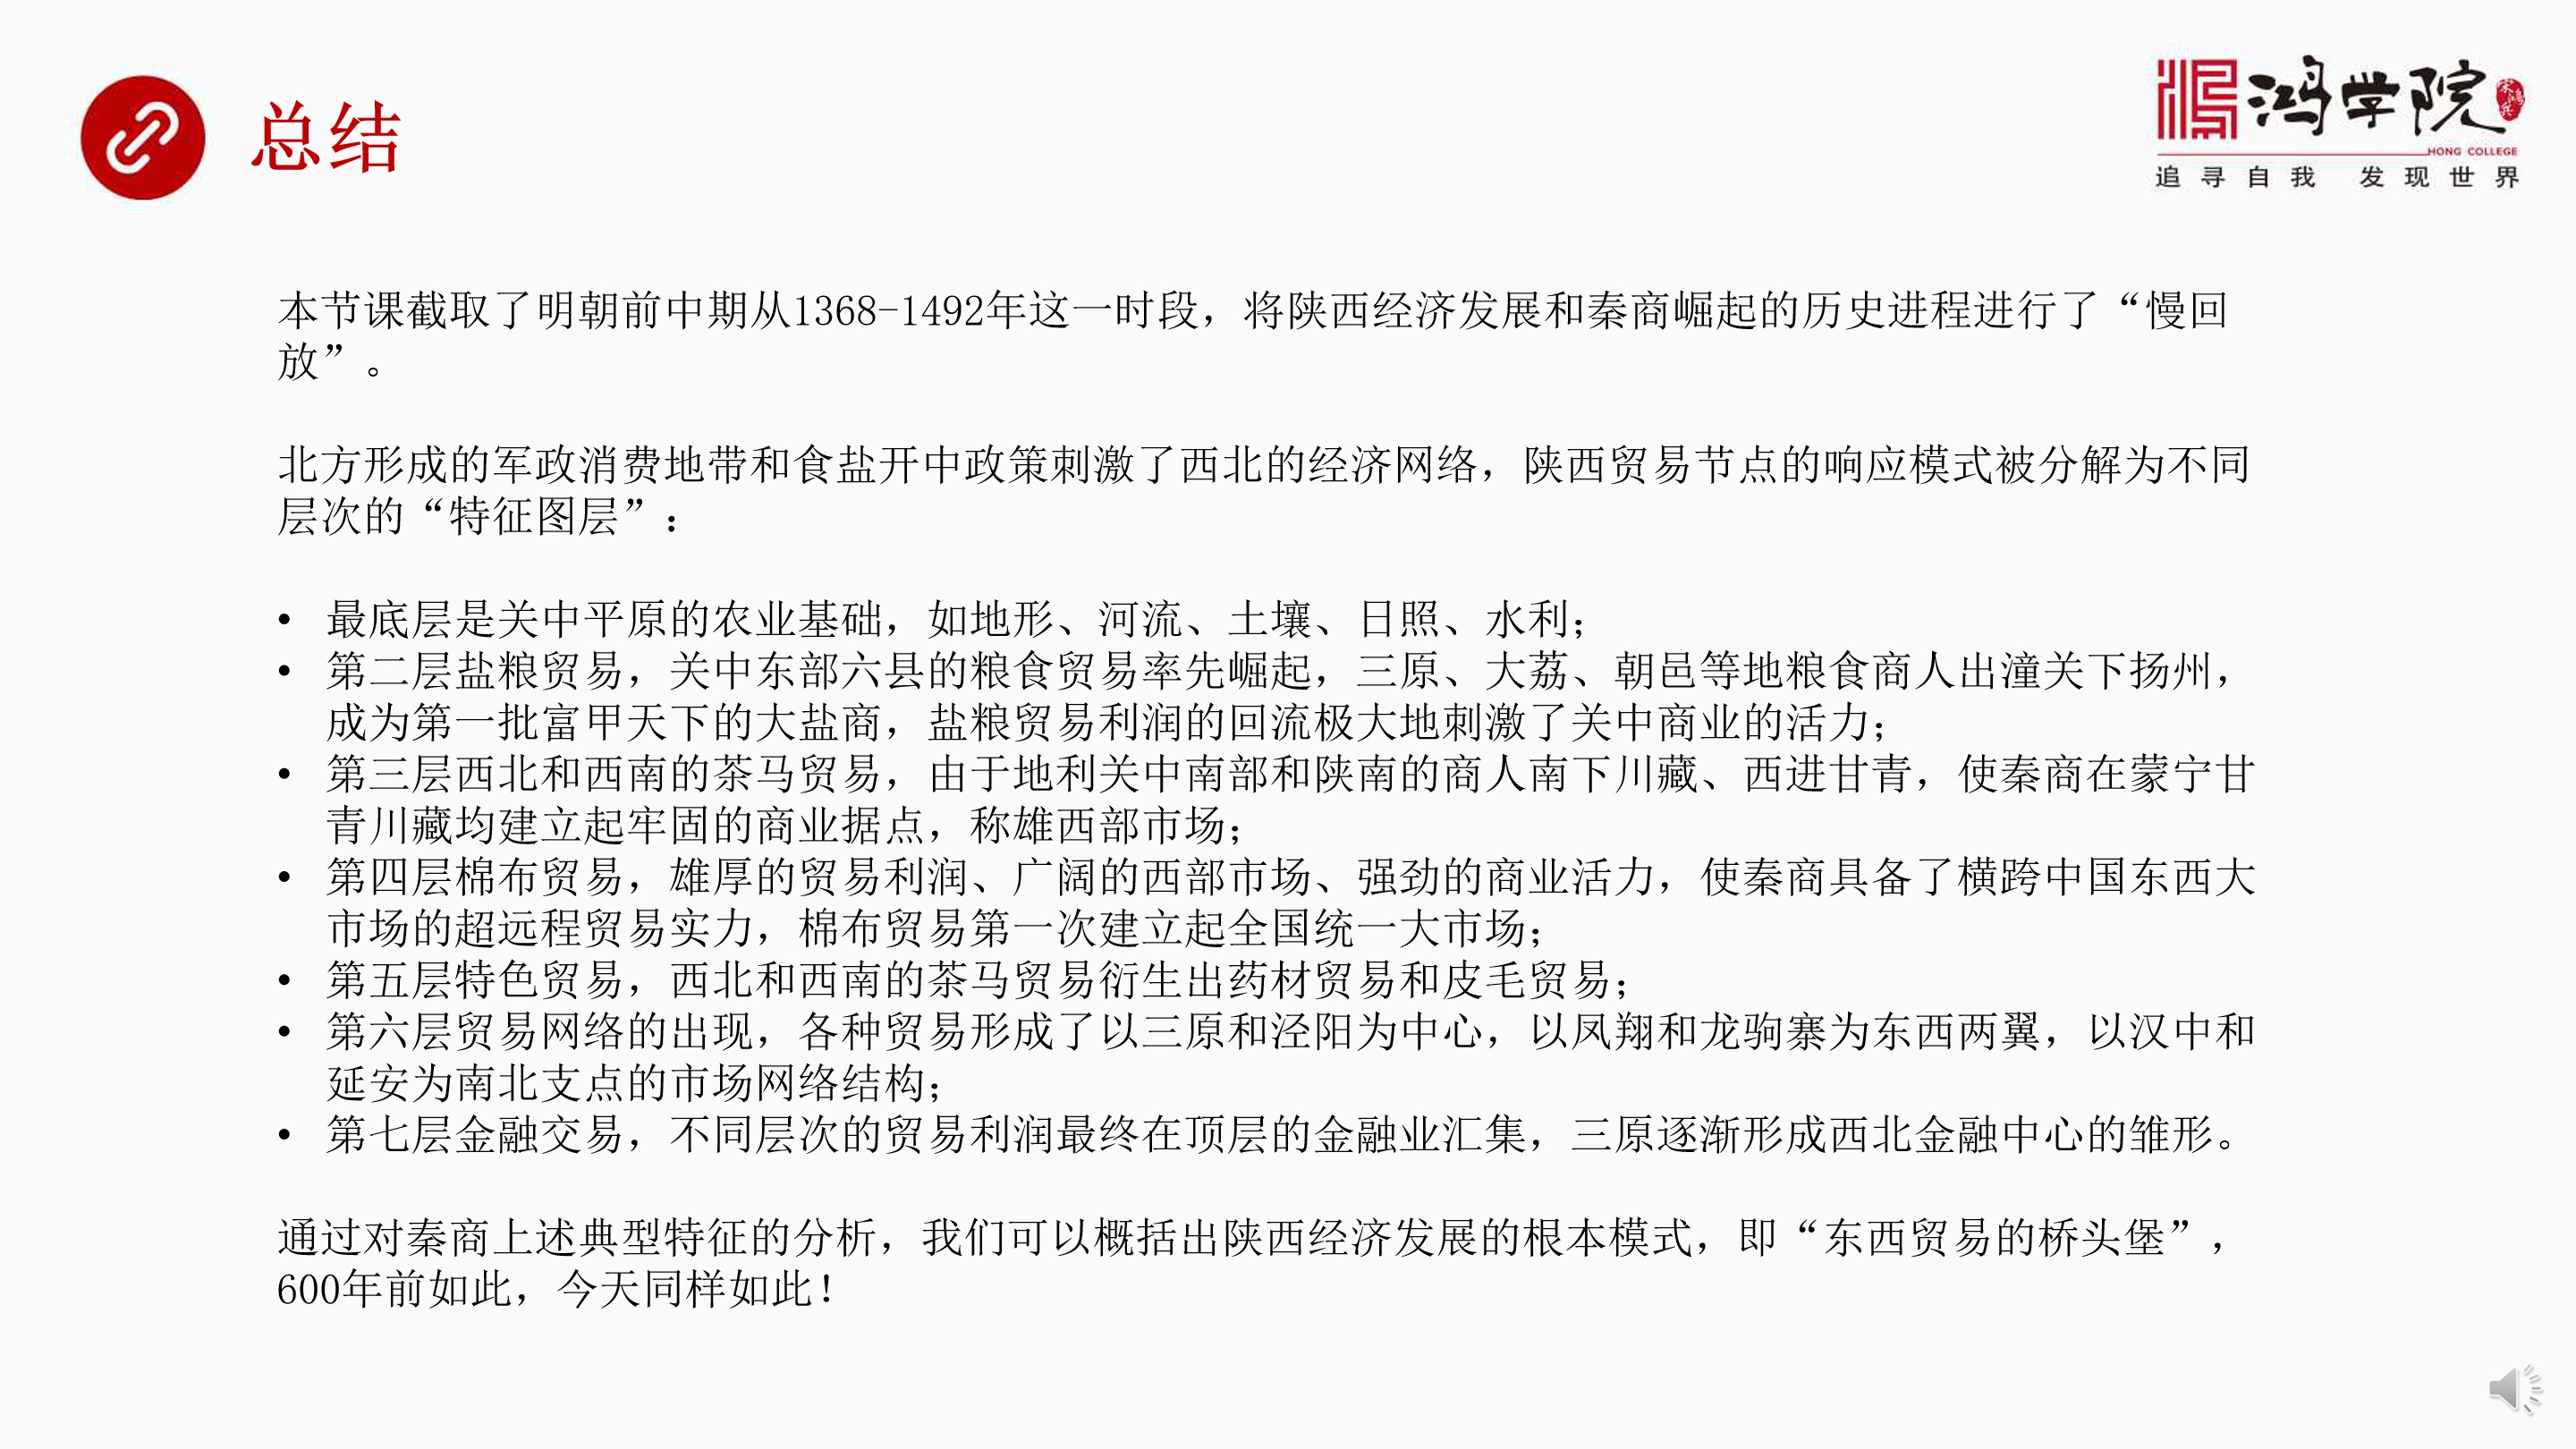 总结
鸿学院
HONG COLLEGE
追寻自我 发现世界
本节课截取了明朝前中期从1368-1492年这一时段，将陕西经济发展和秦商崛起的历史进程进行了“慢回
放”。
北方形成的军政消费地带和食盐开中政策刺激了西北的经济网络，陕西贸易节点的响应模式被分解为不同
层次的“特征图层”：
• 最底层是关中平原的农业基础，如地形、河流、土壤、日照、水利；
• 第二层盐粮贸易，关中东部六县的粮食贸易率先崛起，三原、大荔、朝邑等地粮食商人出潼关下扬州，
成为第一批富甲天下的大盐商，盐粮贸易利润的回流极大地刺激了关中商业的活力；
• 第三层西北和西南的茶马贸易，由于地利关中南部和陕南的商人南下川藏、西进甘青，使秦商在蒙宁甘
青川藏均建立起牢固的商业据点，称雄西部市场；
• 第四层棉布贸易，雄厚的贸易利润、广阔的西部市场、强劲的商业活力，使秦商具备了横跨中国东西大
市场的超远程贸易实力，棉布贸易第一次建立起全国统一大市场；
• 第五层特色贸易，西北和西南的茶马贸易衍生出药材贸易和皮毛贸易；
• 第六层贸易网络的出现，各种贸易形成了以三原和泾阳为中心，以凤翔和龙驹寨为东西两翼，以汉中和
延安为南北支点的市场网络结构；
• 第七层金融交易，不同层次的贸易利润最终在顶层的金融业汇集，三原逐渐形成西北金融中心的雏形。
通过对秦商上述典型特征的分析，我们可以概括出陕西经济发展的根本模式，即“东西贸易的桥头堡”，
600年前如此，今天同样如此！